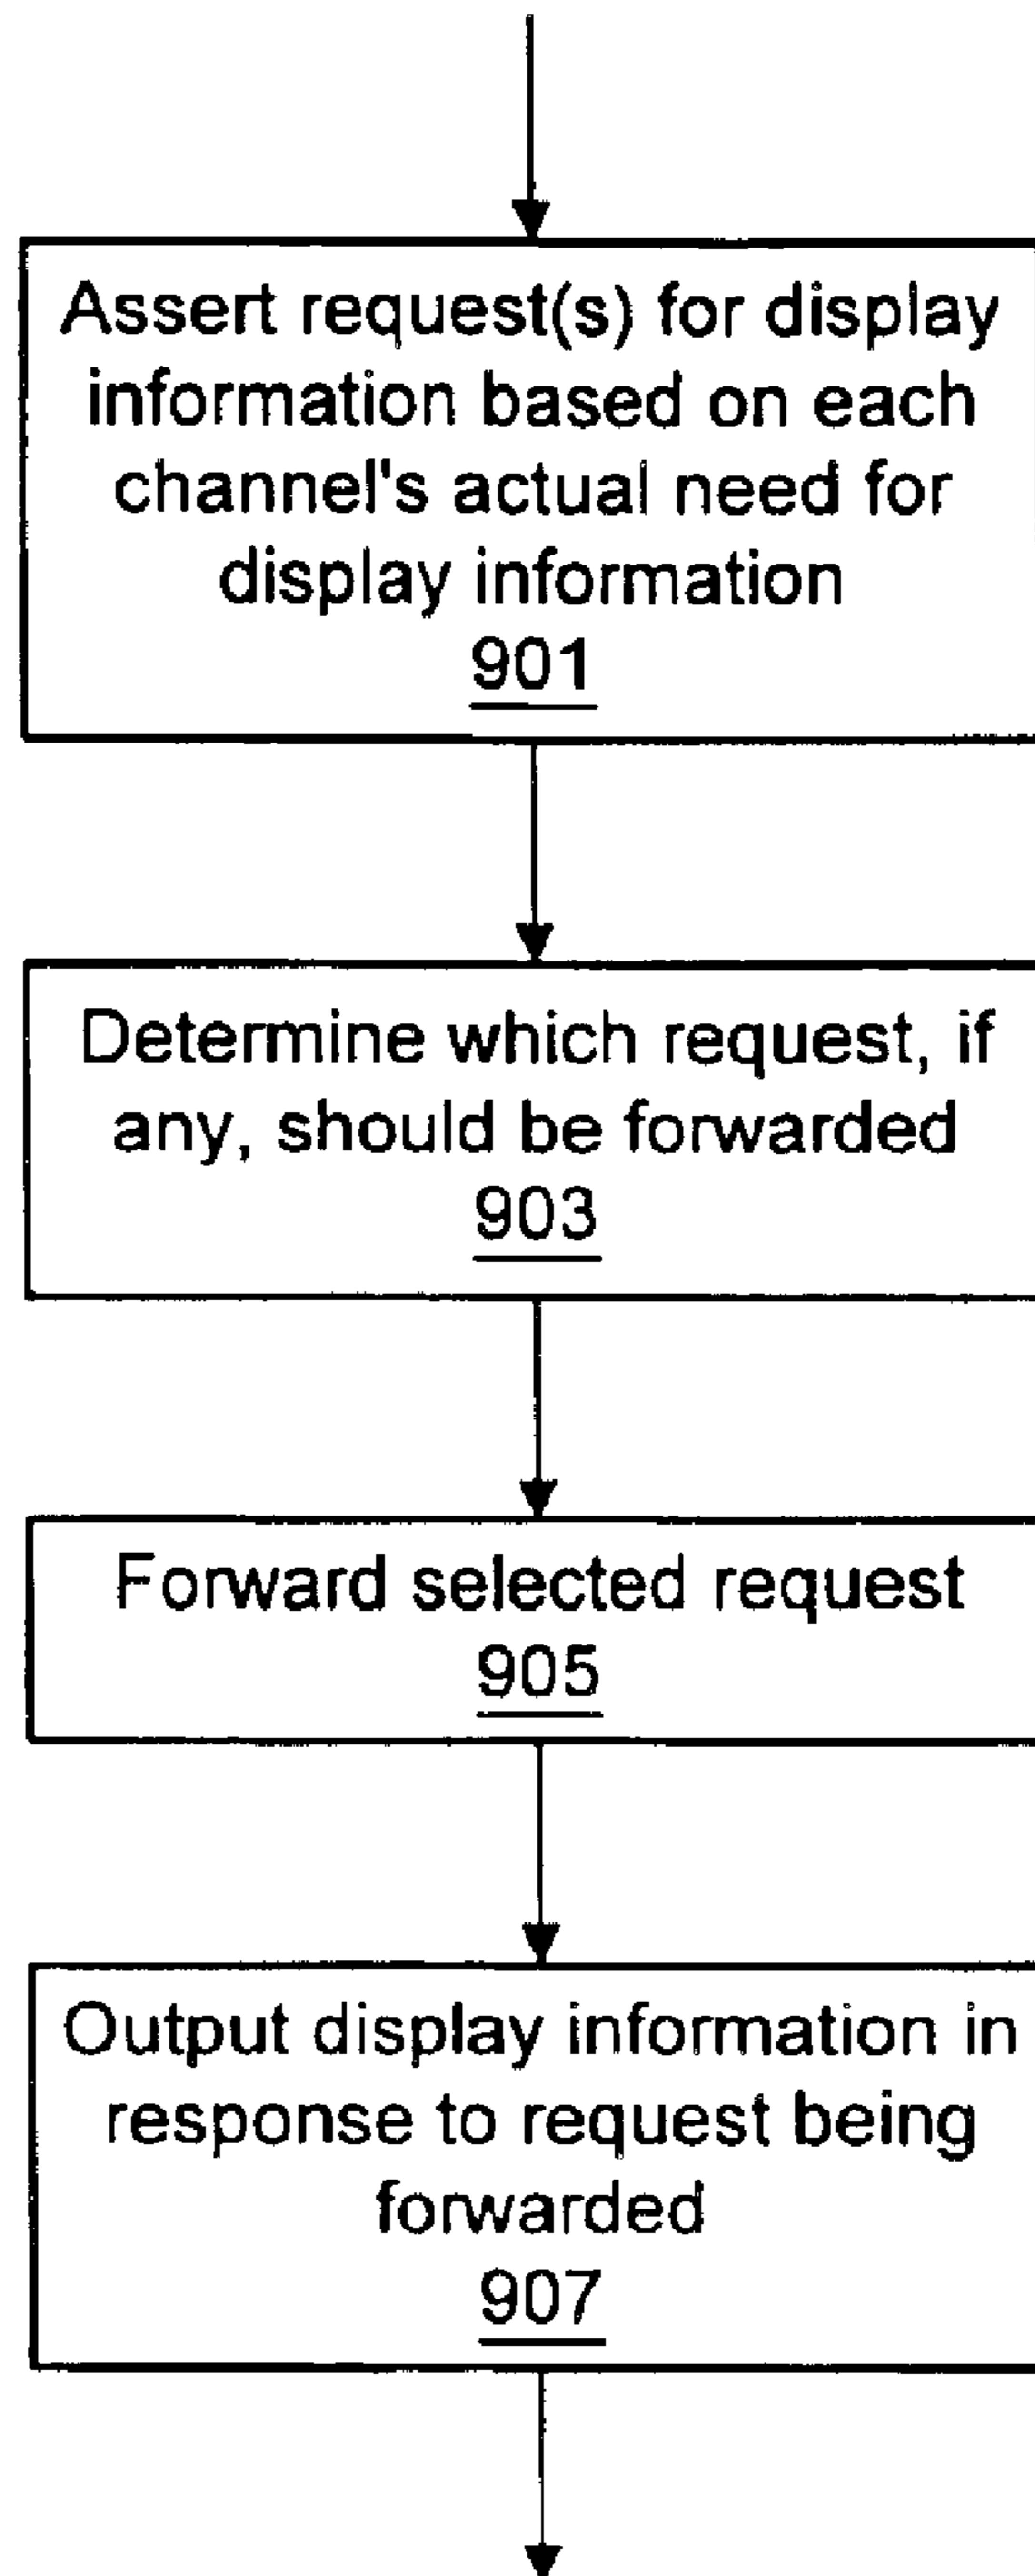 Assert request(s) for display
information based on each
channel's actual need for
display information
901
Determine which request, if
any, should be forwarded
903
Forward selected request
905
Output display information in
response to request being
forwarded
907